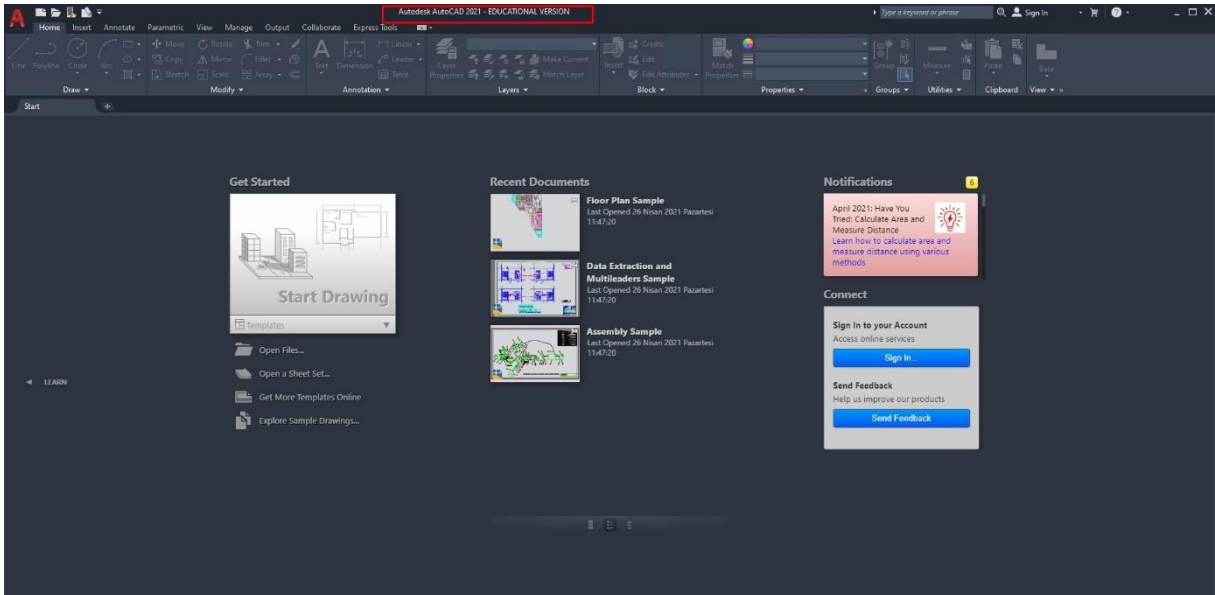 Autodesk AutoCAD 2021 - EDUCATIONAL VERSION
Type a keyword or phrase
Sign In
Home Insert Annotate Parametric View Manage Output Collaborate Express Tools
Line Polyline Circle Arc
Move Rotate Trim
Copy Mirror Fillet
Stretch Scale Array
Text Dimension
Linear
Leader
Table
Layer
Properties
Make Current
Match Layer
Insert
Create
Edit
Edit Attributes
Match
Properties
Group
Measure
Paste
Base
Draw Modify Annotation Layers Block Properties Groups Utilities Clipboard View
Start
Get Started
Start Drawing
Templates
Open Files...
Open a Sheet Set...
Get More Templates Online
Explore Sample Drawings...
LEARN
Recent Documents
Floor Plan Sample
Last Opened 26 Nisan 2021 Pazartesi
11:47:20
Data Extraction and
Multileaders Sample
Last Opened 26 Nisan 2021 Pazartesi
11:47:20
Assembly Sample
Last Opened 26 Nisan 2021 Pazartesi
11:47:20
Notifications
6
April 2021: Have You
Tried: Calculate Area and
Measure Distance
Learn how to calculate area and
measure distance using various
methods
Connect
Sign In to your Account
Access online services
Sign In...
Send Feedback
Help us improve our products
Send Feedback